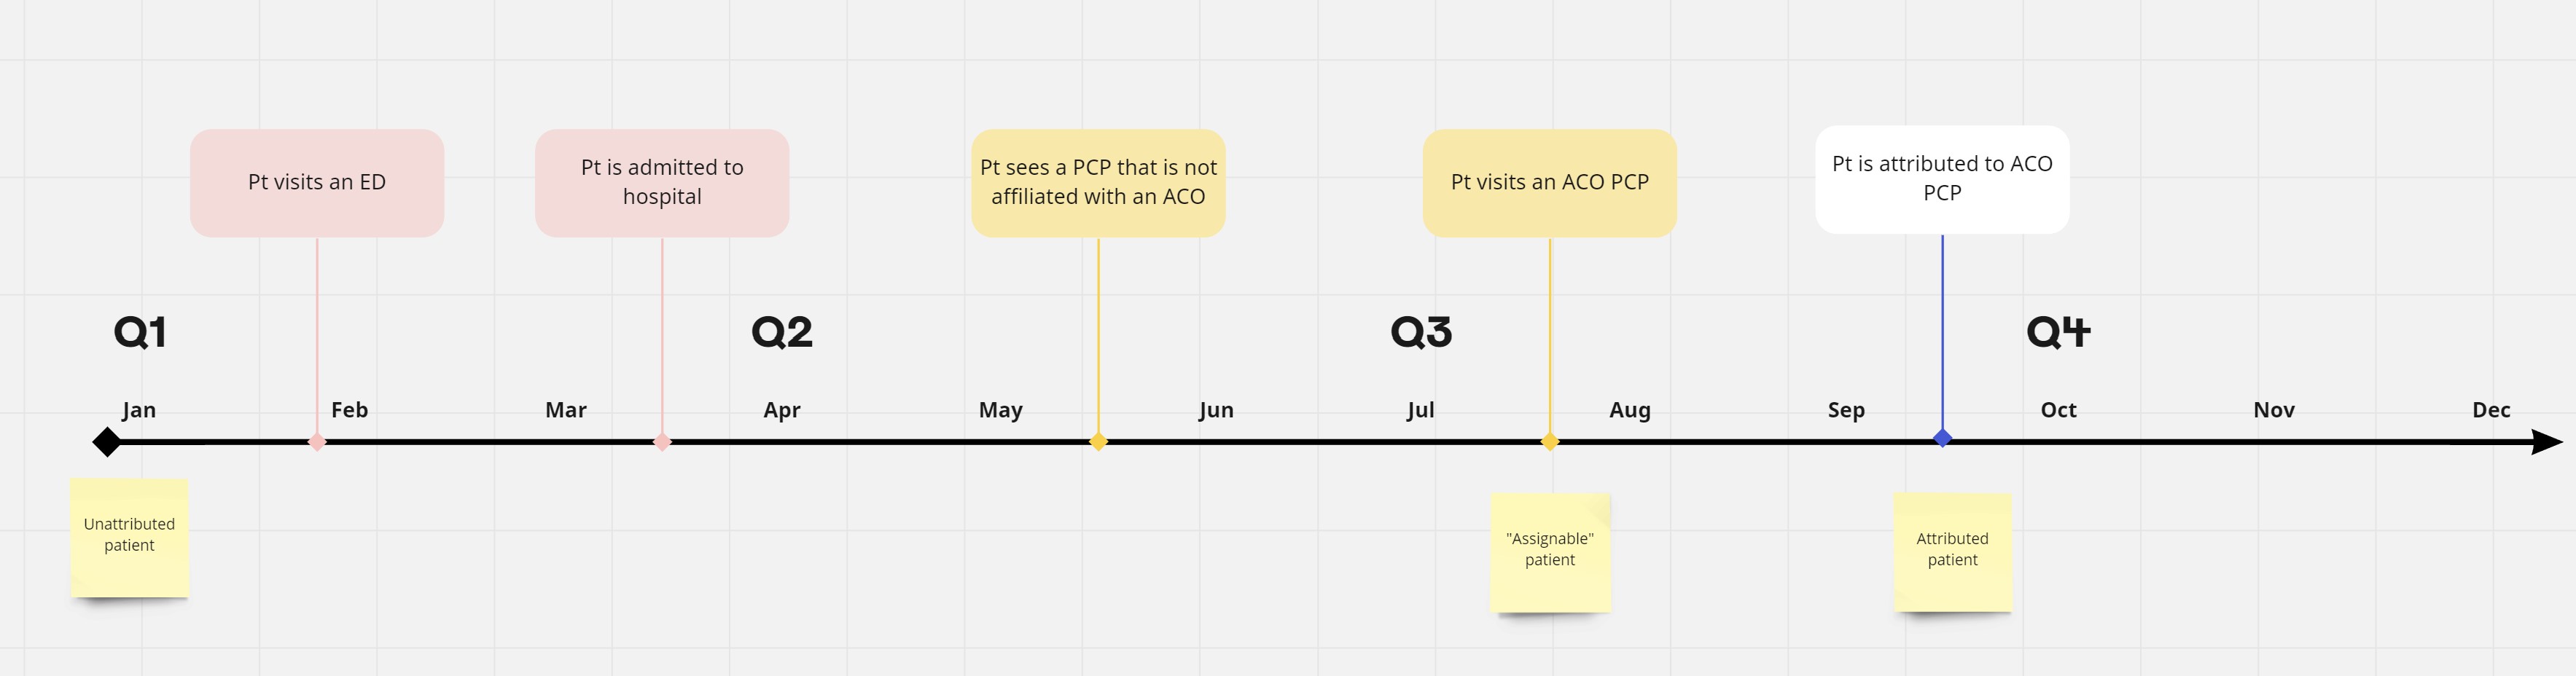 Pt visits an ED
Pt is admitted to
hospital
Pt sees a PCP that is not
affiliated with an ACO
Pt visits an ACO PCP
Pt is attributed to ACO
PCP
Q1
Q2
Q3
Q4
Jan
Feb
Mar
Apr
May
Jun
Jul
Aug
Sep
Oct
Nov
Dec
Unattributed
patient
"Assignable"
patient
Attributed
patient